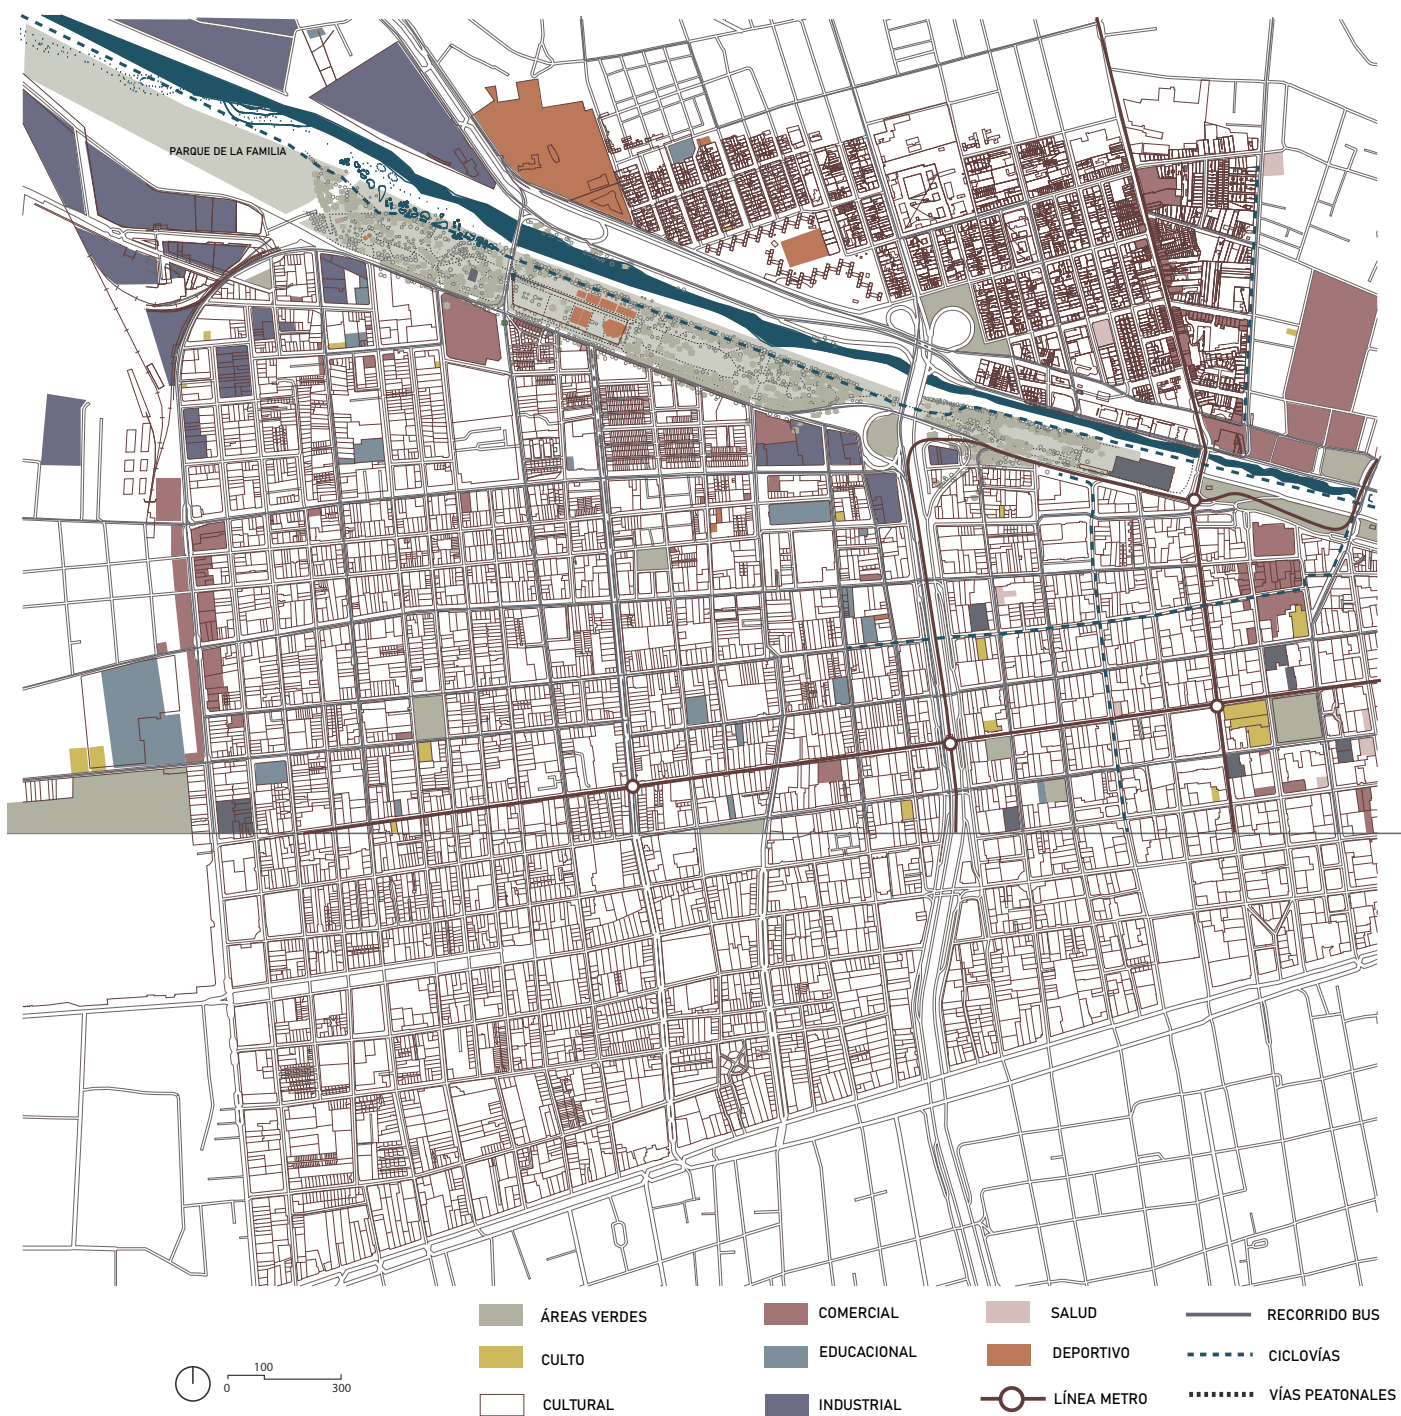 PARQUE DE LA FAMILIA
ÁREAS VERDES
COMERCIAL
SALUD
RECORRIDO BUS
CULTO
EDUCACIONAL
DEPORTIVO
CICLOVÍAS
CULTURAL
INDUSTRIAL
LÍNEA METRO
VÍAS PEATONALES
100
0
300